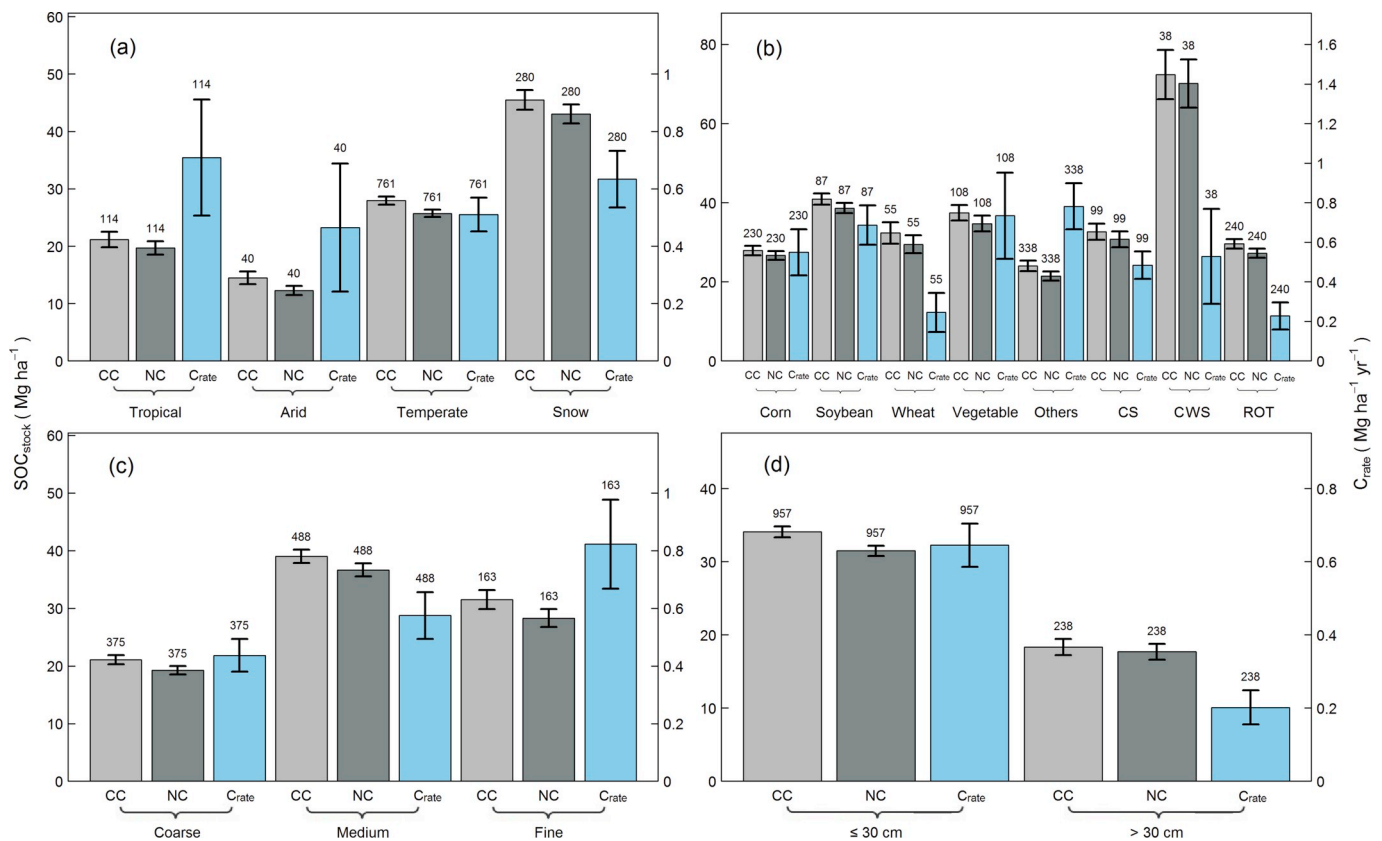 SOCstock ( Mg ha⁻¹ )
Crate ( Mg ha⁻¹ yr⁻¹ )
(a)
60
50
40
30
20
10
0
1
0.8
0.6
0.4
0.2
0
114 114 114 40 40 40 761 761 761 280 280 280
CC NC Crate CC NC Crate CC NC Crate CC NC Crate
Tropical Arid Temperate Snow
(b)
80
60
40
20
0
1.6
1.4
1.2
1
0.8
0.6
0.4
0.2
0
230 230 230 87 87 87 55 55 55 108 108 108 338 338 338 99 99 99 38 38 38 240 240 240
CC NC Crate CC NC Crate CC NC Crate CC NC Crate CC NC Crate CC NC Crate CC NC Crate CC NC Crate
Corn Soybean Wheat Vegetable Others CS CWS ROT
(c)
60
50
40
30
20
10
0
1
0.8
0.6
0.4
0.2
0
375 375 375 488 488 488 163 163 163
CC NC Crate CC NC Crate CC NC Crate
Coarse Medium Fine
(d)
40
30
20
10
0
0.8
0.6
0.4
0.2
0
957 957 957 238 238 238
CC NC Crate CC NC Crate
≤ 30 cm > 30 cm